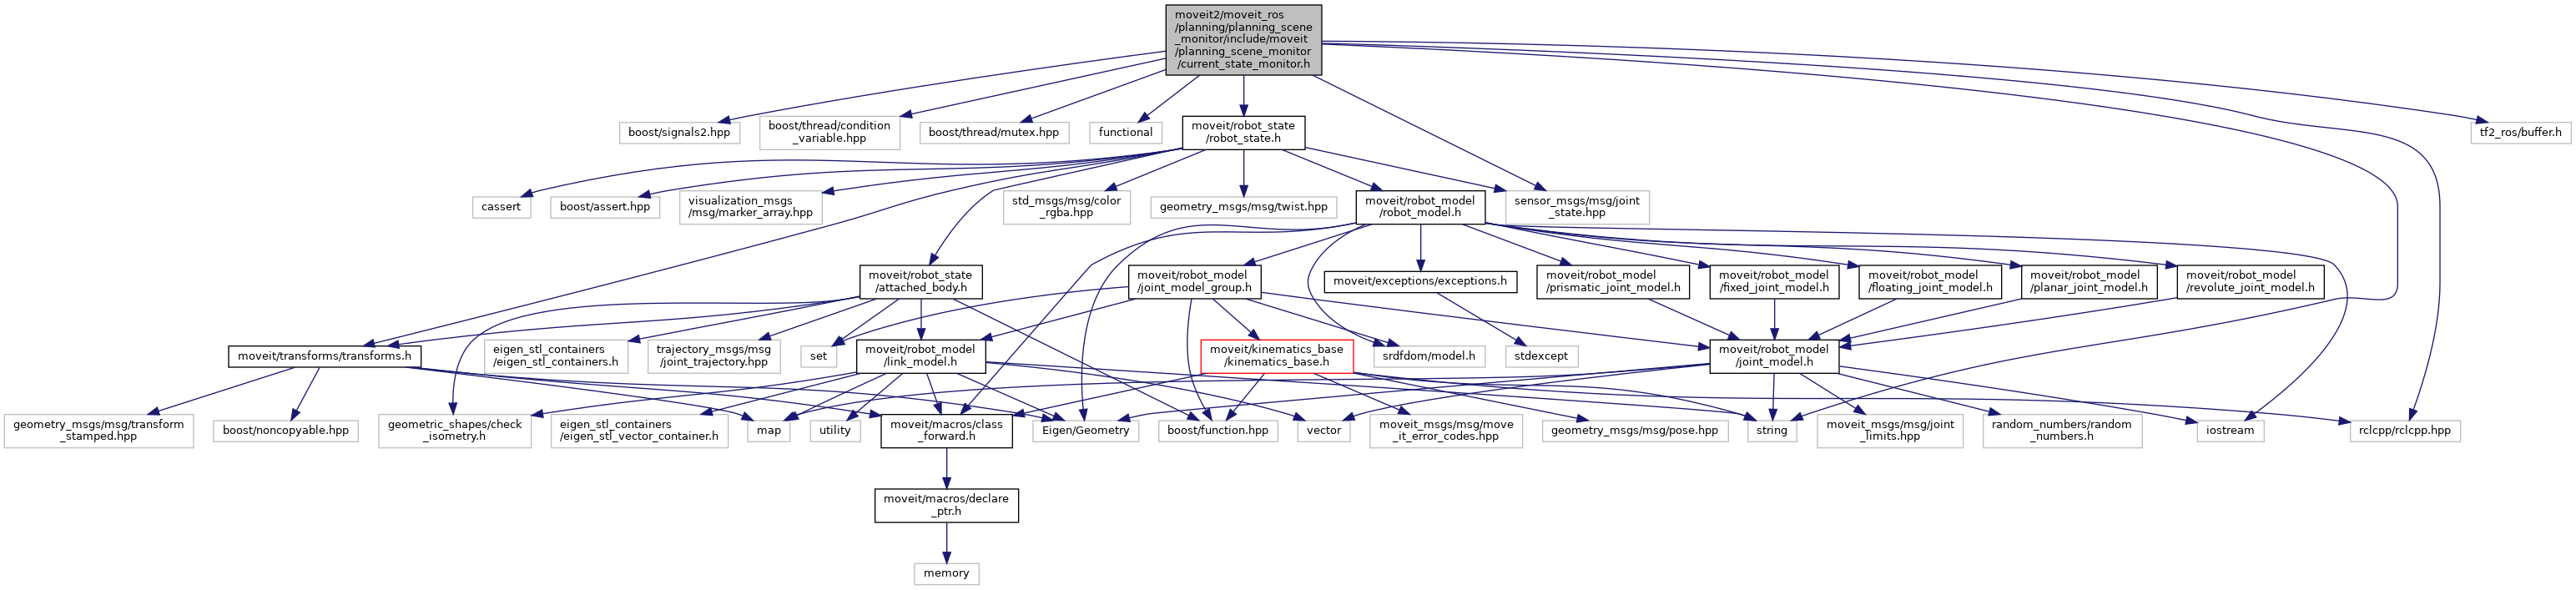 moveit2/moveit_ros
/planning/planning_scene
_monitor/include/moveit
/planning_scene_monitor
/current_state_monitor.h
boost/signals2.hpp
boost/thread/condition
_variable.hpp
boost/thread/mutex.hpp
functional
moveit/robot_state
/robot_state.h
tf2_ros/buffer.h
cassert
boost/assert.hpp
visualization_msgs
/msg/marker_array.hpp
std_msgs/msg/color
_rgba.hpp
geometry_msgs/msg/twist.hpp
moveit/robot_model
/robot_model.h
sensor_msgs/msg/joint
_state.hpp
moveit/robot_state
/attached_body.h
moveit/robot_model
/joint_model_group.h
moveit/exceptions/exceptions.h
moveit/robot_model
/prismatic_joint_model.h
moveit/robot_model
/fixed_joint_model.h
moveit/robot_model
/floating_joint_model.h
moveit/robot_model
/planar_joint_model.h
moveit/robot_model
/revolute_joint_model.h
moveit/transforms/transforms.h
eigen_stl_containers
/eigen_stl_containers.h
trajectory_msgs/msg
/joint_trajectory.hpp
set
moveit/robot_model
/link_model.h
moveit/kinematics_base
/kinematics_base.h
srdfdom/model.h
stdexcept
moveit/robot_model
/joint_model.h
geometry_msgs/msg/transform
_stamped.hpp
boost/noncopyable.hpp
geometric_shapes/check
_isometry.h
eigen_stl_containers
/eigen_stl_vector_container.h
map
utility
moveit/macros/class
_forward.h
Eigen/Geometry
boost/function.hpp
vector
moveit_msgs/msg/move
_it_error_codes.hpp
geometry_msgs/msg/pose.hpp
string
moveit_msgs/msg/joint
_limits.hpp
random_numbers/random
_numbers.h
iostream
rclcpp/rclcpp.hpp
moveit/macros/declare
_ptr.h
memory